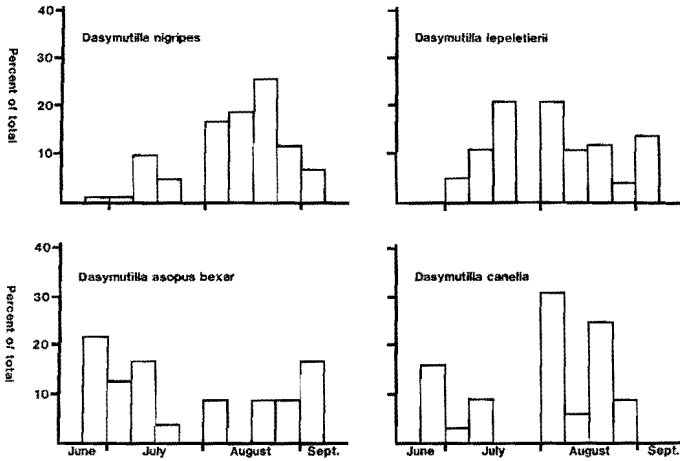 40
30
20
10
Percent of total
Dasymutilla nigripes
Dasymutilla lepeletierii
40
30
20
10
Percent of total
Dasymutilla asopus bexar
Dasymutilla canella
June July August Sept.
June July August Sept.